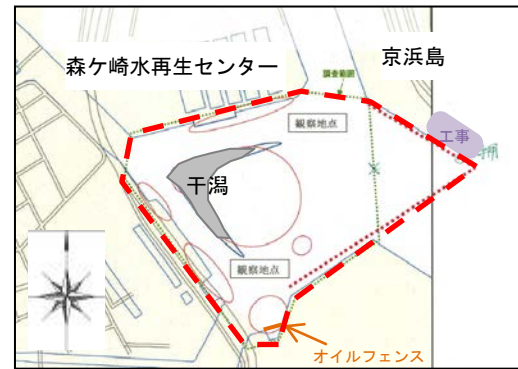 森ケ崎水再生センター
京浜島
調査範囲
観察地点
工事
干潟
観察地点
オイルフェンス